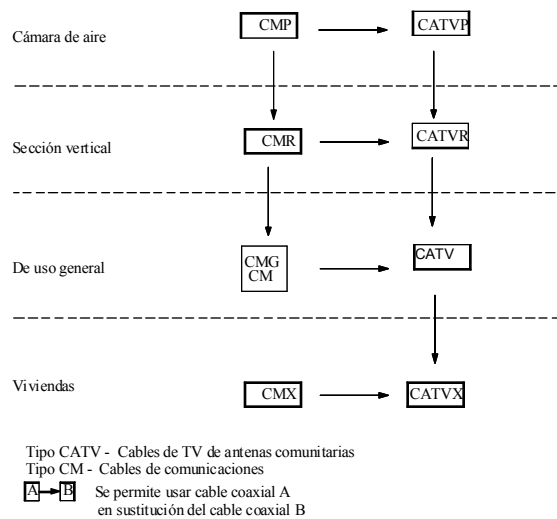 Cámara de aire CMP CATVP
Sección vertical CMR CATVR
De uso general CMG CM CATV
Viviendas CMX CATVX
Tipo CATV - Cables de TV de antenas comunitarias
Tipo CM - Cables de comunicaciones
A B Se permite usar cable coaxial A
en sustitución del cable coaxial B